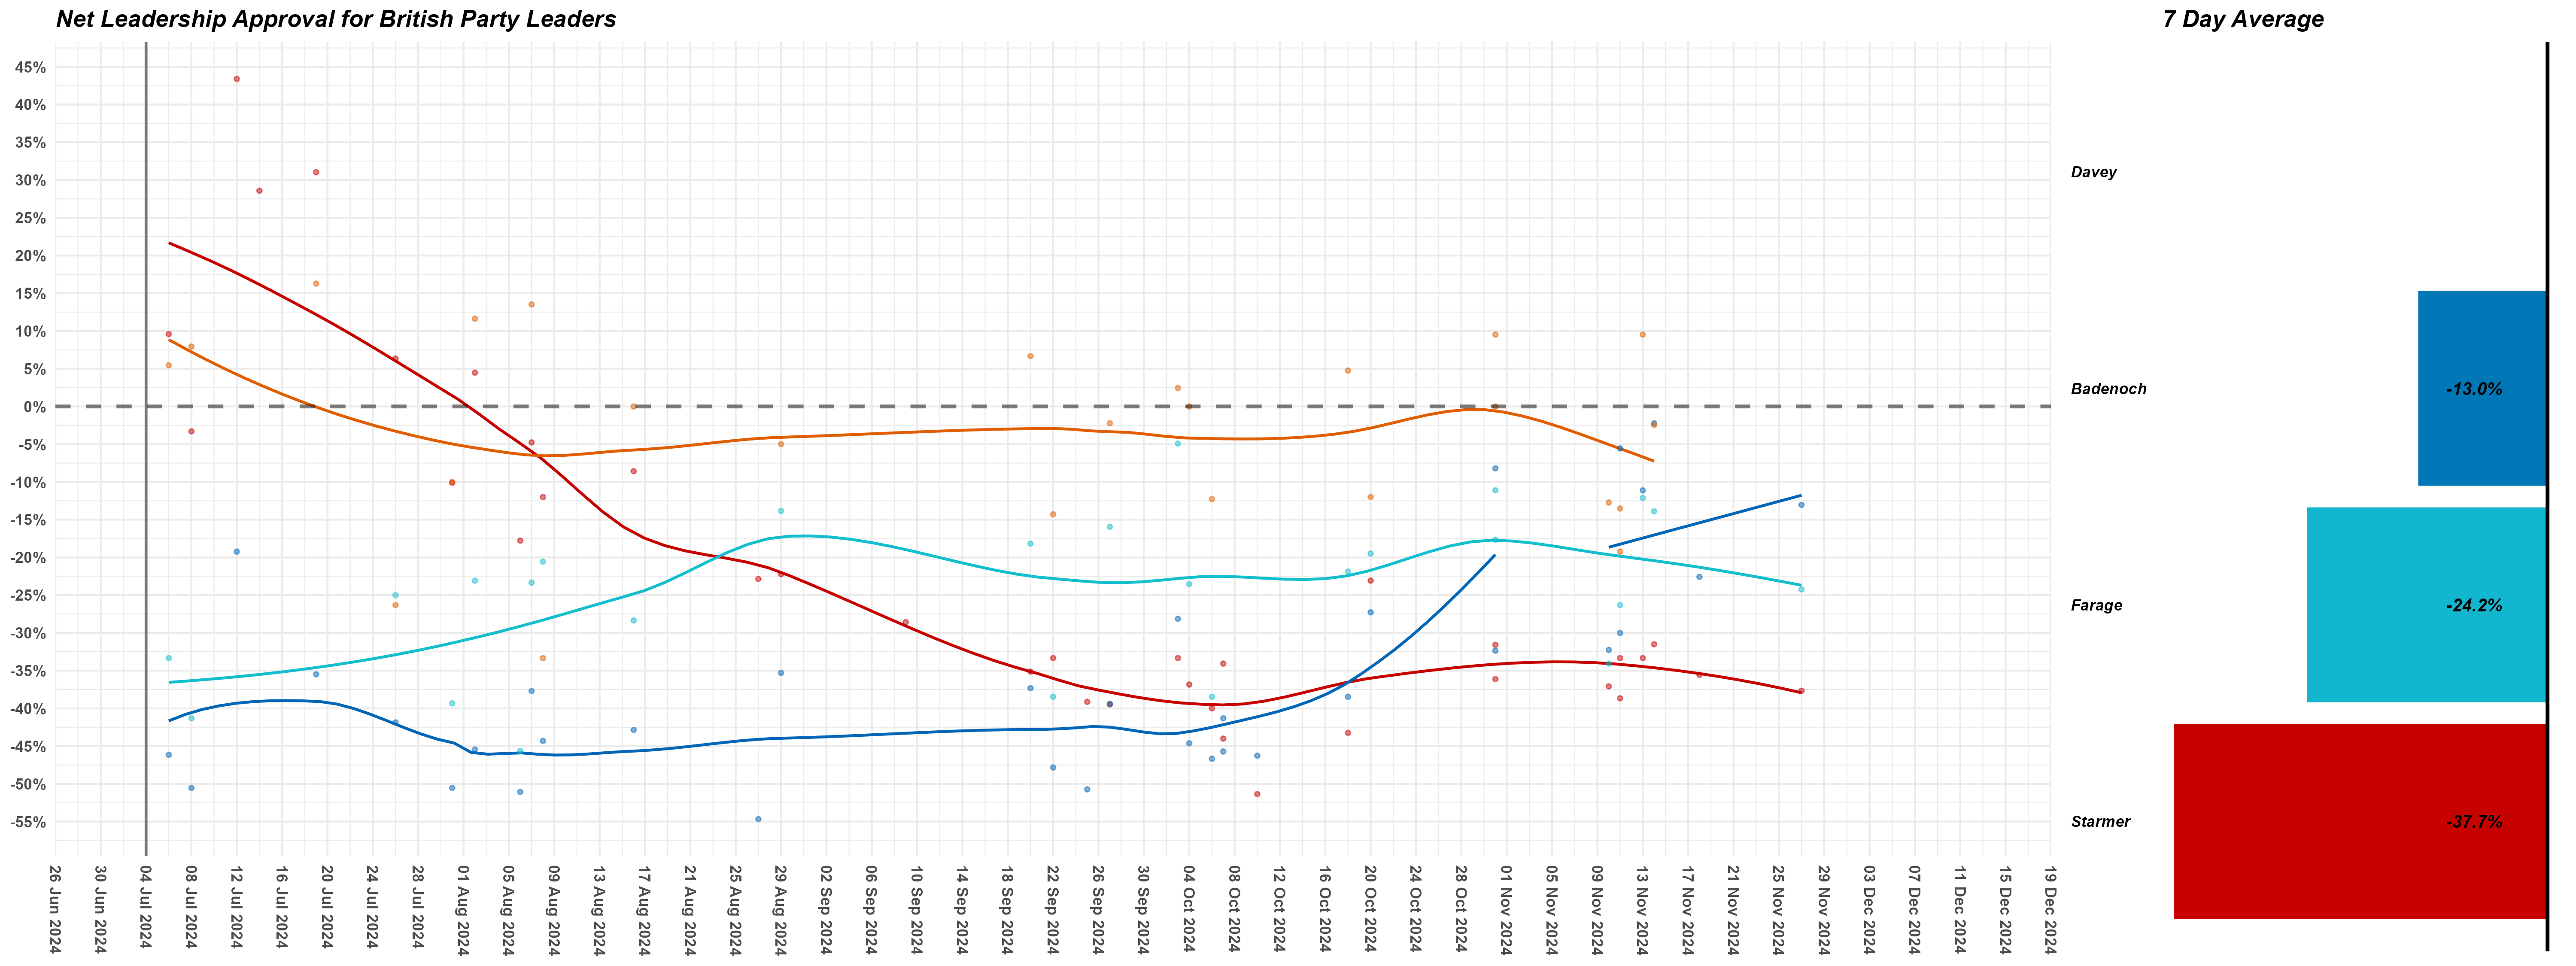 Net Leadership Approval for British Party Leaders
7 Day Average
45%
40%
35%
30%
25%
20%
15%
10%
5%
0%
-5%
-10%
-15%
-20%
-25%
-30%
-35%
-40%
-45%
-50%
-55%
26 Jun 2024
30 Jun 2024
04 Jul 2024
08 Jul 2024
12 Jul 2024
16 Jul 2024
20 Jul 2024
24 Jul 2024
28 Jul 2024
01 Aug 2024
05 Aug 2024
09 Aug 2024
13 Aug 2024
17 Aug 2024
21 Aug 2024
25 Aug 2024
29 Aug 2024
02 Sep 2024
06 Sep 2024
10 Sep 2024
14 Sep 2024
18 Sep 2024
22 Sep 2024
26 Sep 2024
30 Sep 2024
04 Oct 2024
08 Oct 2024
12 Oct 2024
16 Oct 2024
20 Oct 2024
24 Oct 2024
28 Oct 2024
01 Nov 2024
05 Nov 2024
09 Nov 2024
13 Nov 2024
17 Nov 2024
21 Nov 2024
25 Nov 2024
29 Nov 2024
03 Dec 2024
07 Dec 2024
11 Dec 2024
15 Dec 2024
19 Dec 2024
Davey
Badenoch -13.0%
Farage -24.2%
Starmer -37.7%